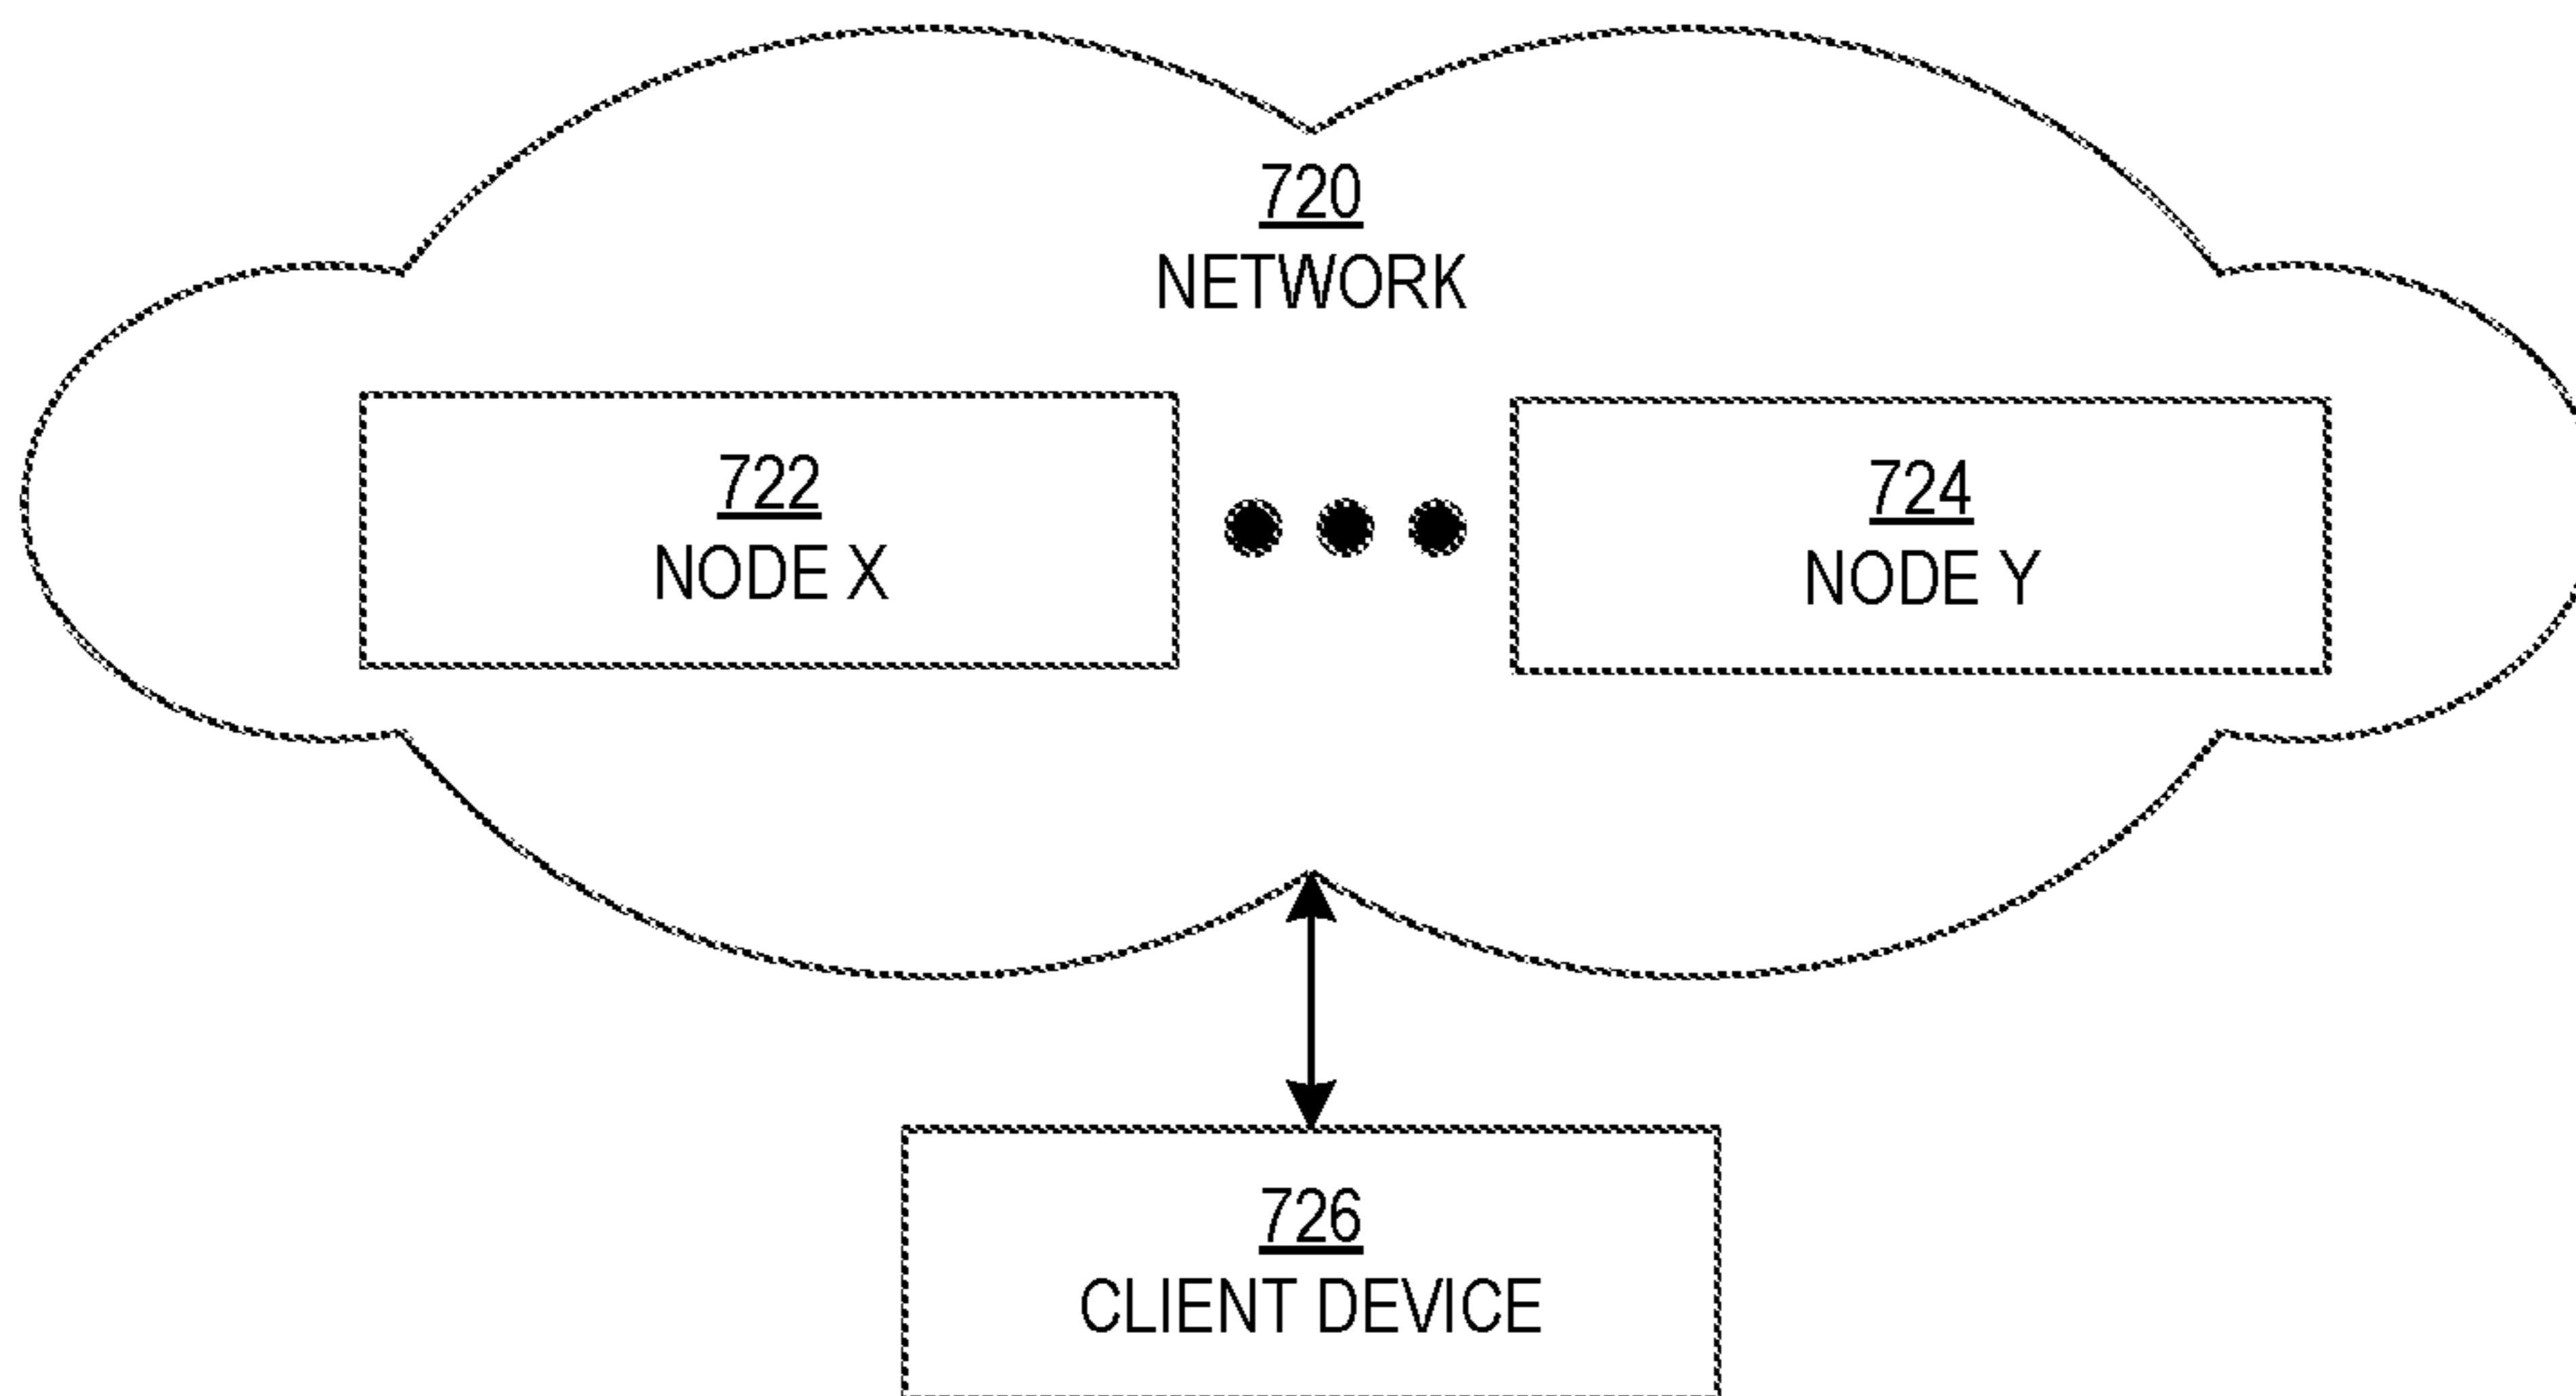 720
NETWORK
722
NODE X
724
NODE Y
726
CLIENT DEVICE